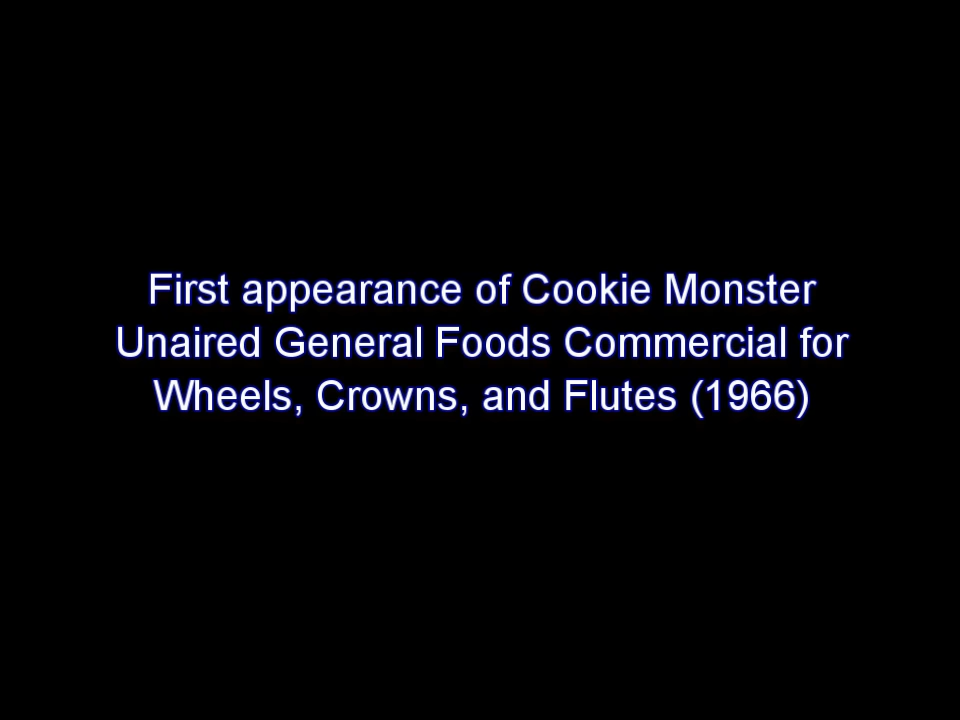 First appearance of Cookie Monster
Unaired General Foods Commercial for
Wheels, Crowns, and Flutes (1966)